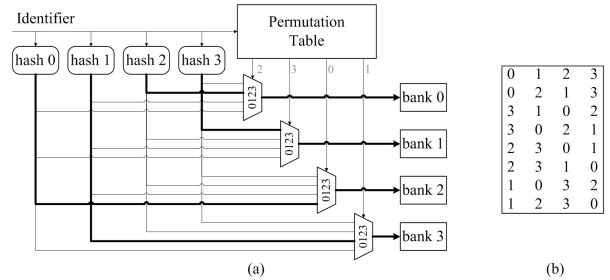 Identifier
Permutation
Table
hash 0
hash 1
hash 2
hash 3
2
3
0
1
0123
bank 0
0123
bank 1
0123
bank 2
0123
bank 3
(a)
0 1 2 3
0 2 1 3
3 1 0 2
3 0 2 1
2 3 0 1
2 3 1 0
1 0 3 2
1 2 3 0
(b)